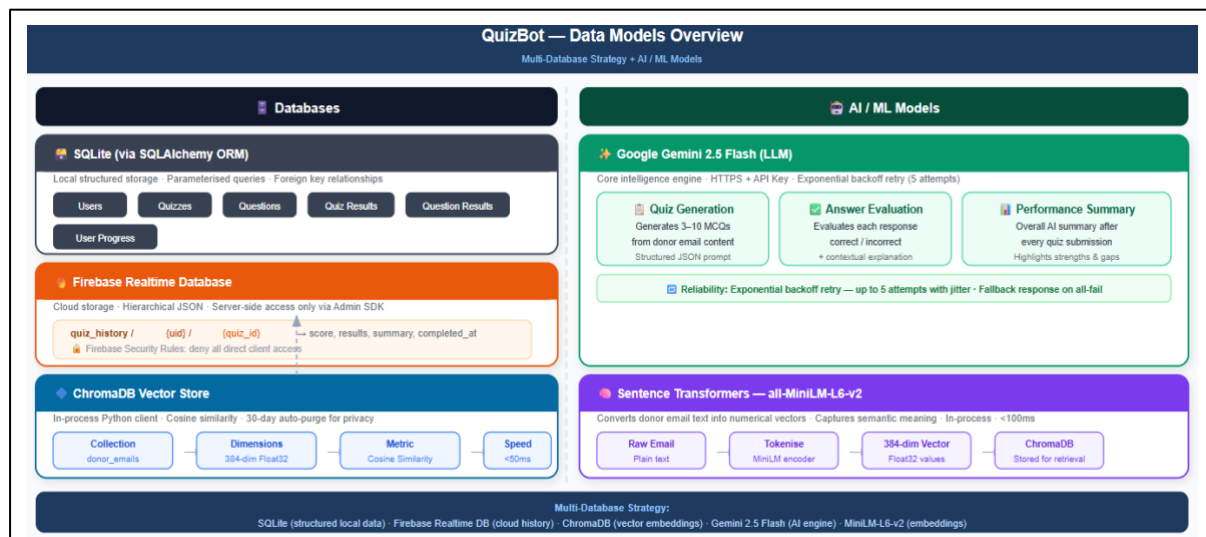 QuizBot — Data Models Overview
Multi-Database Strategy + AI / ML Models
Databases
SQLite (via SQLAlchemy ORM)
Local structured storage · Parameterised queries · Foreign key relationships
Users
Quizzes
Questions
Quiz Results
Question Results
User Progress
Firebase Realtime Database
Cloud storage · Hierarchical JSON · Server-side access only via Admin SDK
quiz_history / {uid} / {quiz_id} → score, results, summary, completed_at
Firebase Security Rules: deny all direct client access
ChromaDB Vector Store
In-process Python client · Cosine similarity · 30-day auto-purge for privacy
Collection
donor_emails
Dimensions
384-dim Float32
Metric
Cosine Similarity
Speed
<50ms
AI / ML Models
Google Gemini 2.5 Flash (LLM)
Core intelligence engine · HTTPS + API Key · Exponential backoff retry (5 attempts)
Quiz Generation
Generates 3–10 MCQs
from donor email content
Structured JSON prompt
Answer Evaluation
Evaluates each response
correct / incorrect
+ contextual explanation
Performance Summary
Overall AI summary after
every quiz submission
Highlights strengths & gaps
Reliability: Exponential backoff retry — up to 5 attempts with jitter · Fallback response on all-fail
Sentence Transformers — all-MiniLM-L6-v2
Converts donor email text into numerical vectors · Captures semantic meaning · In-process · <100ms
Raw Email
Plain text
Tokenise
MiniLM encoder
384-dim Vector
Float32 values
ChromaDB
Stored for retrieval
Multi-Database Strategy:
SQLite (structured local data) · Firebase Realtime DB (cloud history) · ChromaDB (vector embeddings) · Gemini 2.5 Flash (AI engine) · MiniLM-L6-v2 (embeddings)